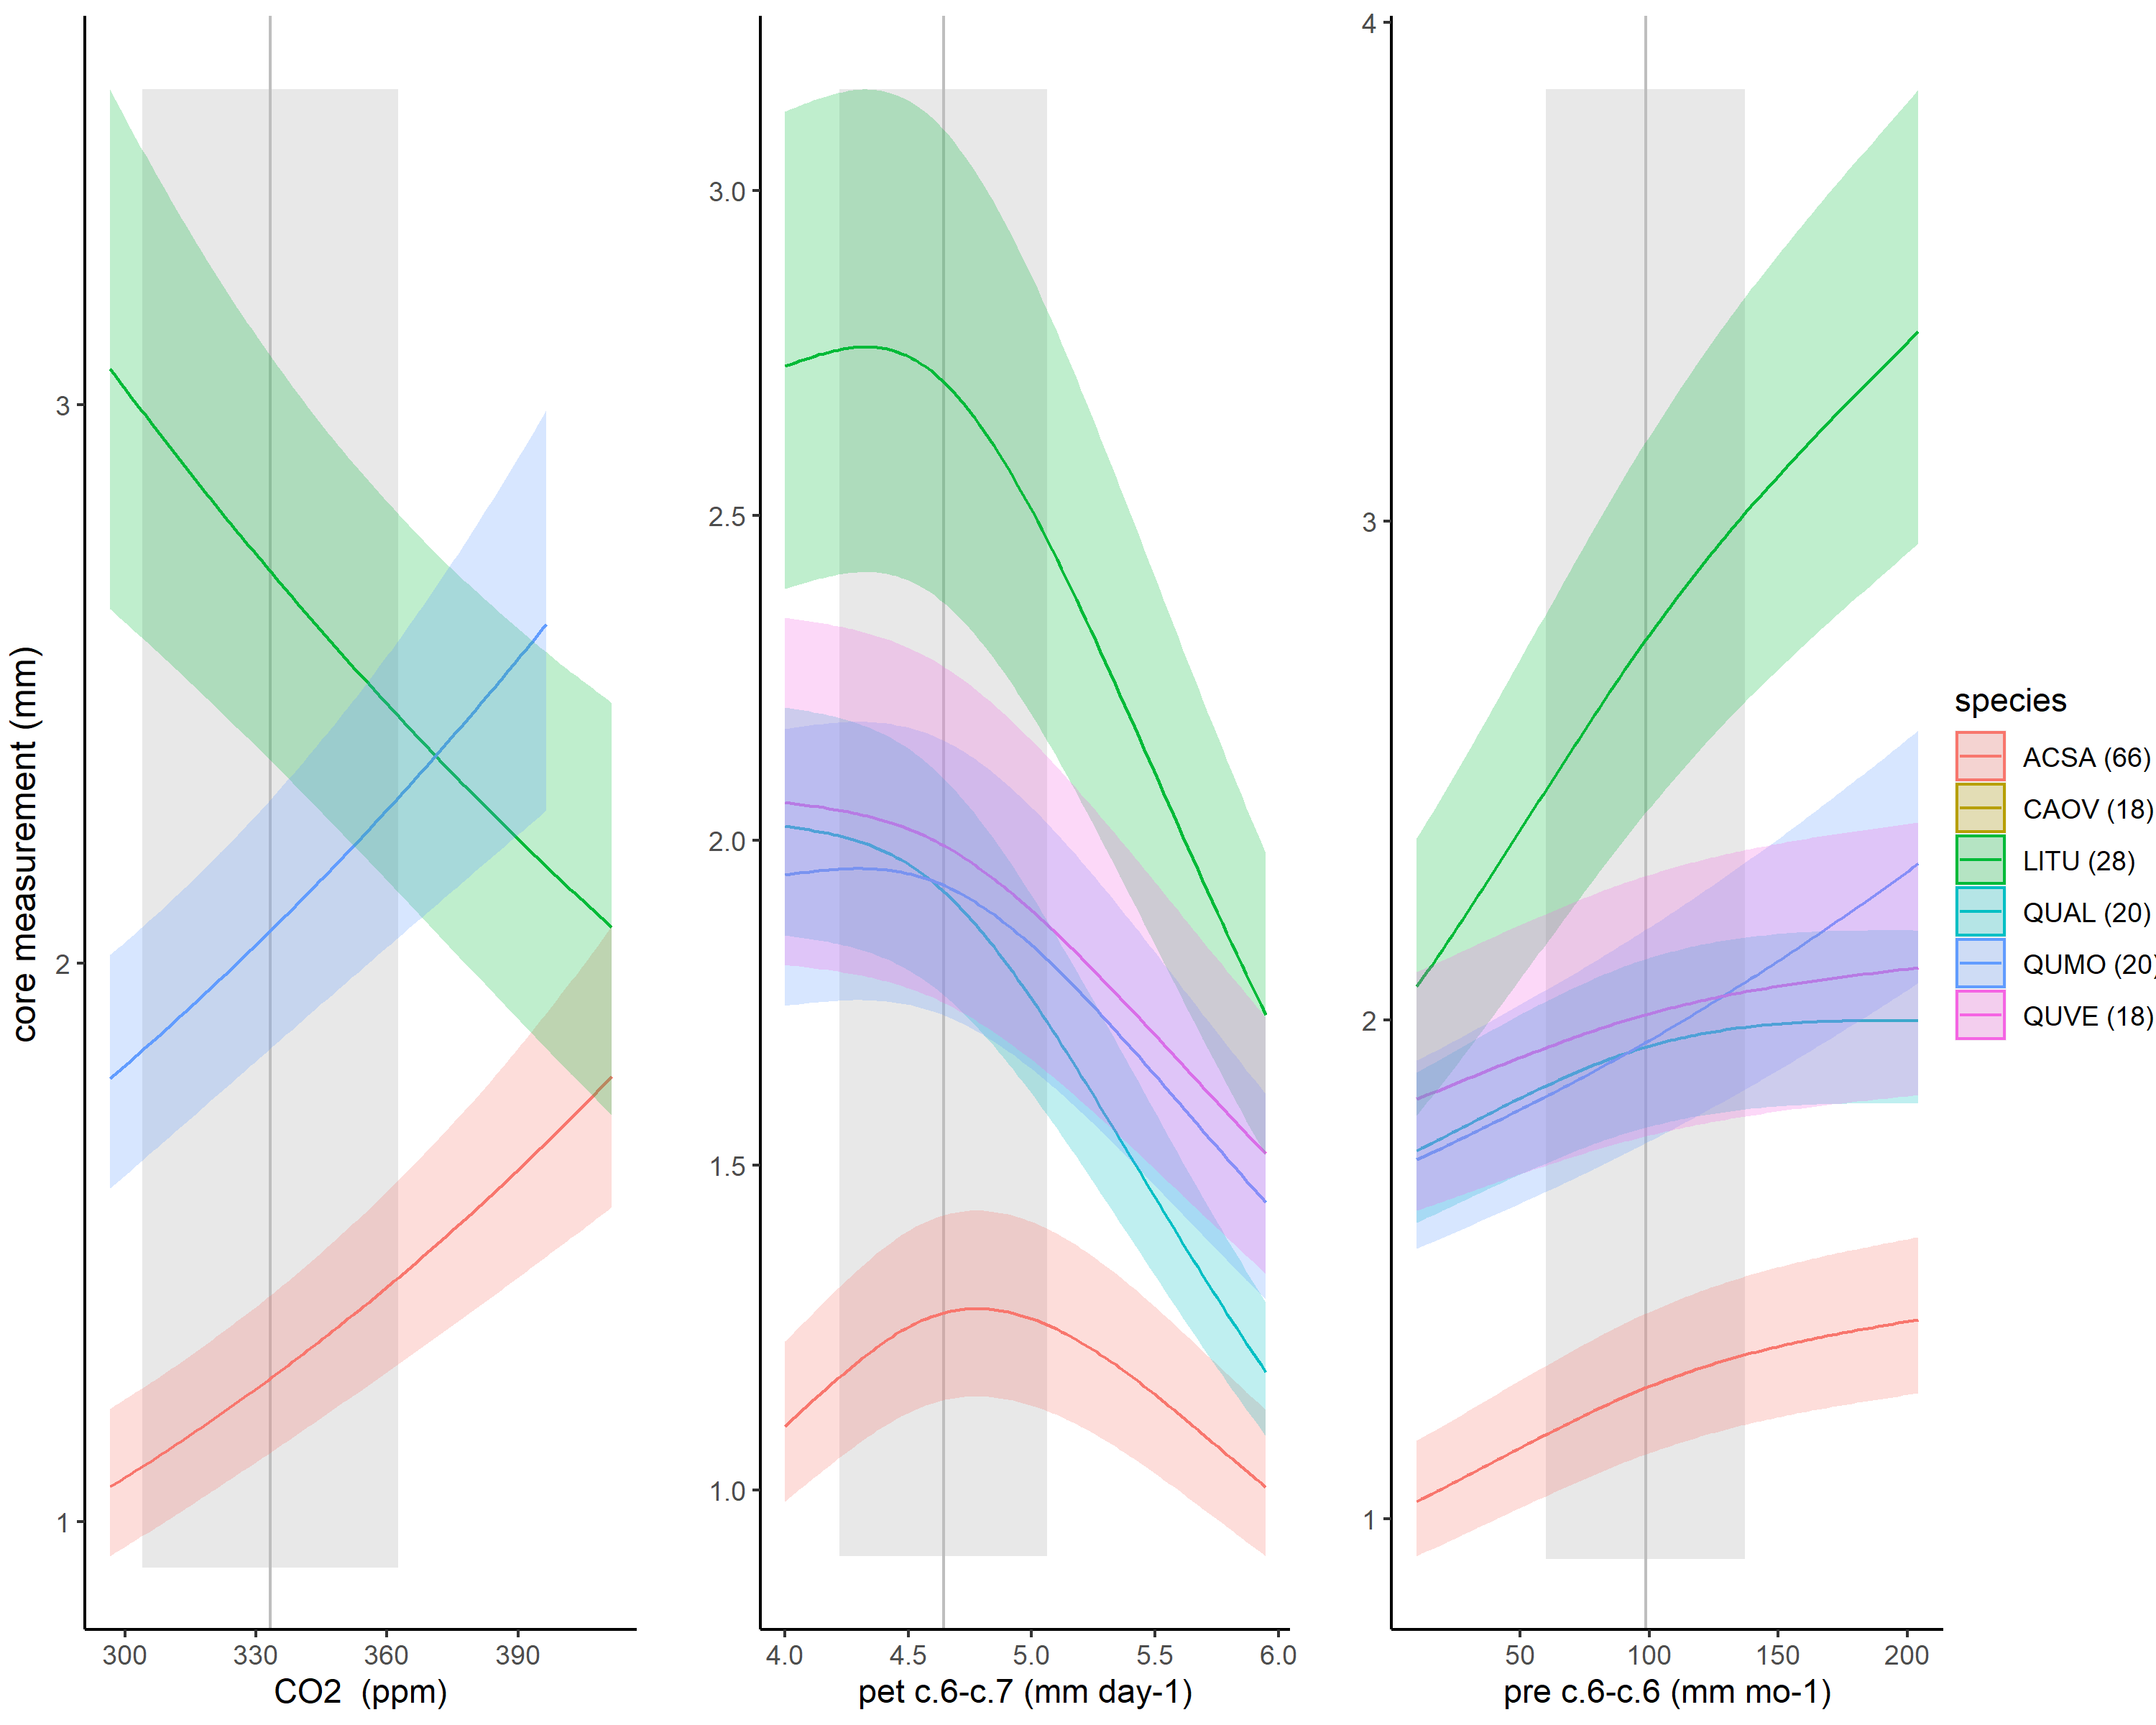 core measurement (mm)
3
2
1
300 330 360 390
CO2  (ppm)
3.0
2.5
2.0
1.5
1.0
4.0 4.5 5.0 5.5 6.0
pet c.6-c.7 (mm day-1)
4
3
2
1
50 100 150 200
pre c.6-c.6 (mm mo-1)
species
ACSA (66)
CAOV (18)
LITU (28)
QUAL (20)
QUMO (20)
QUVE (18)